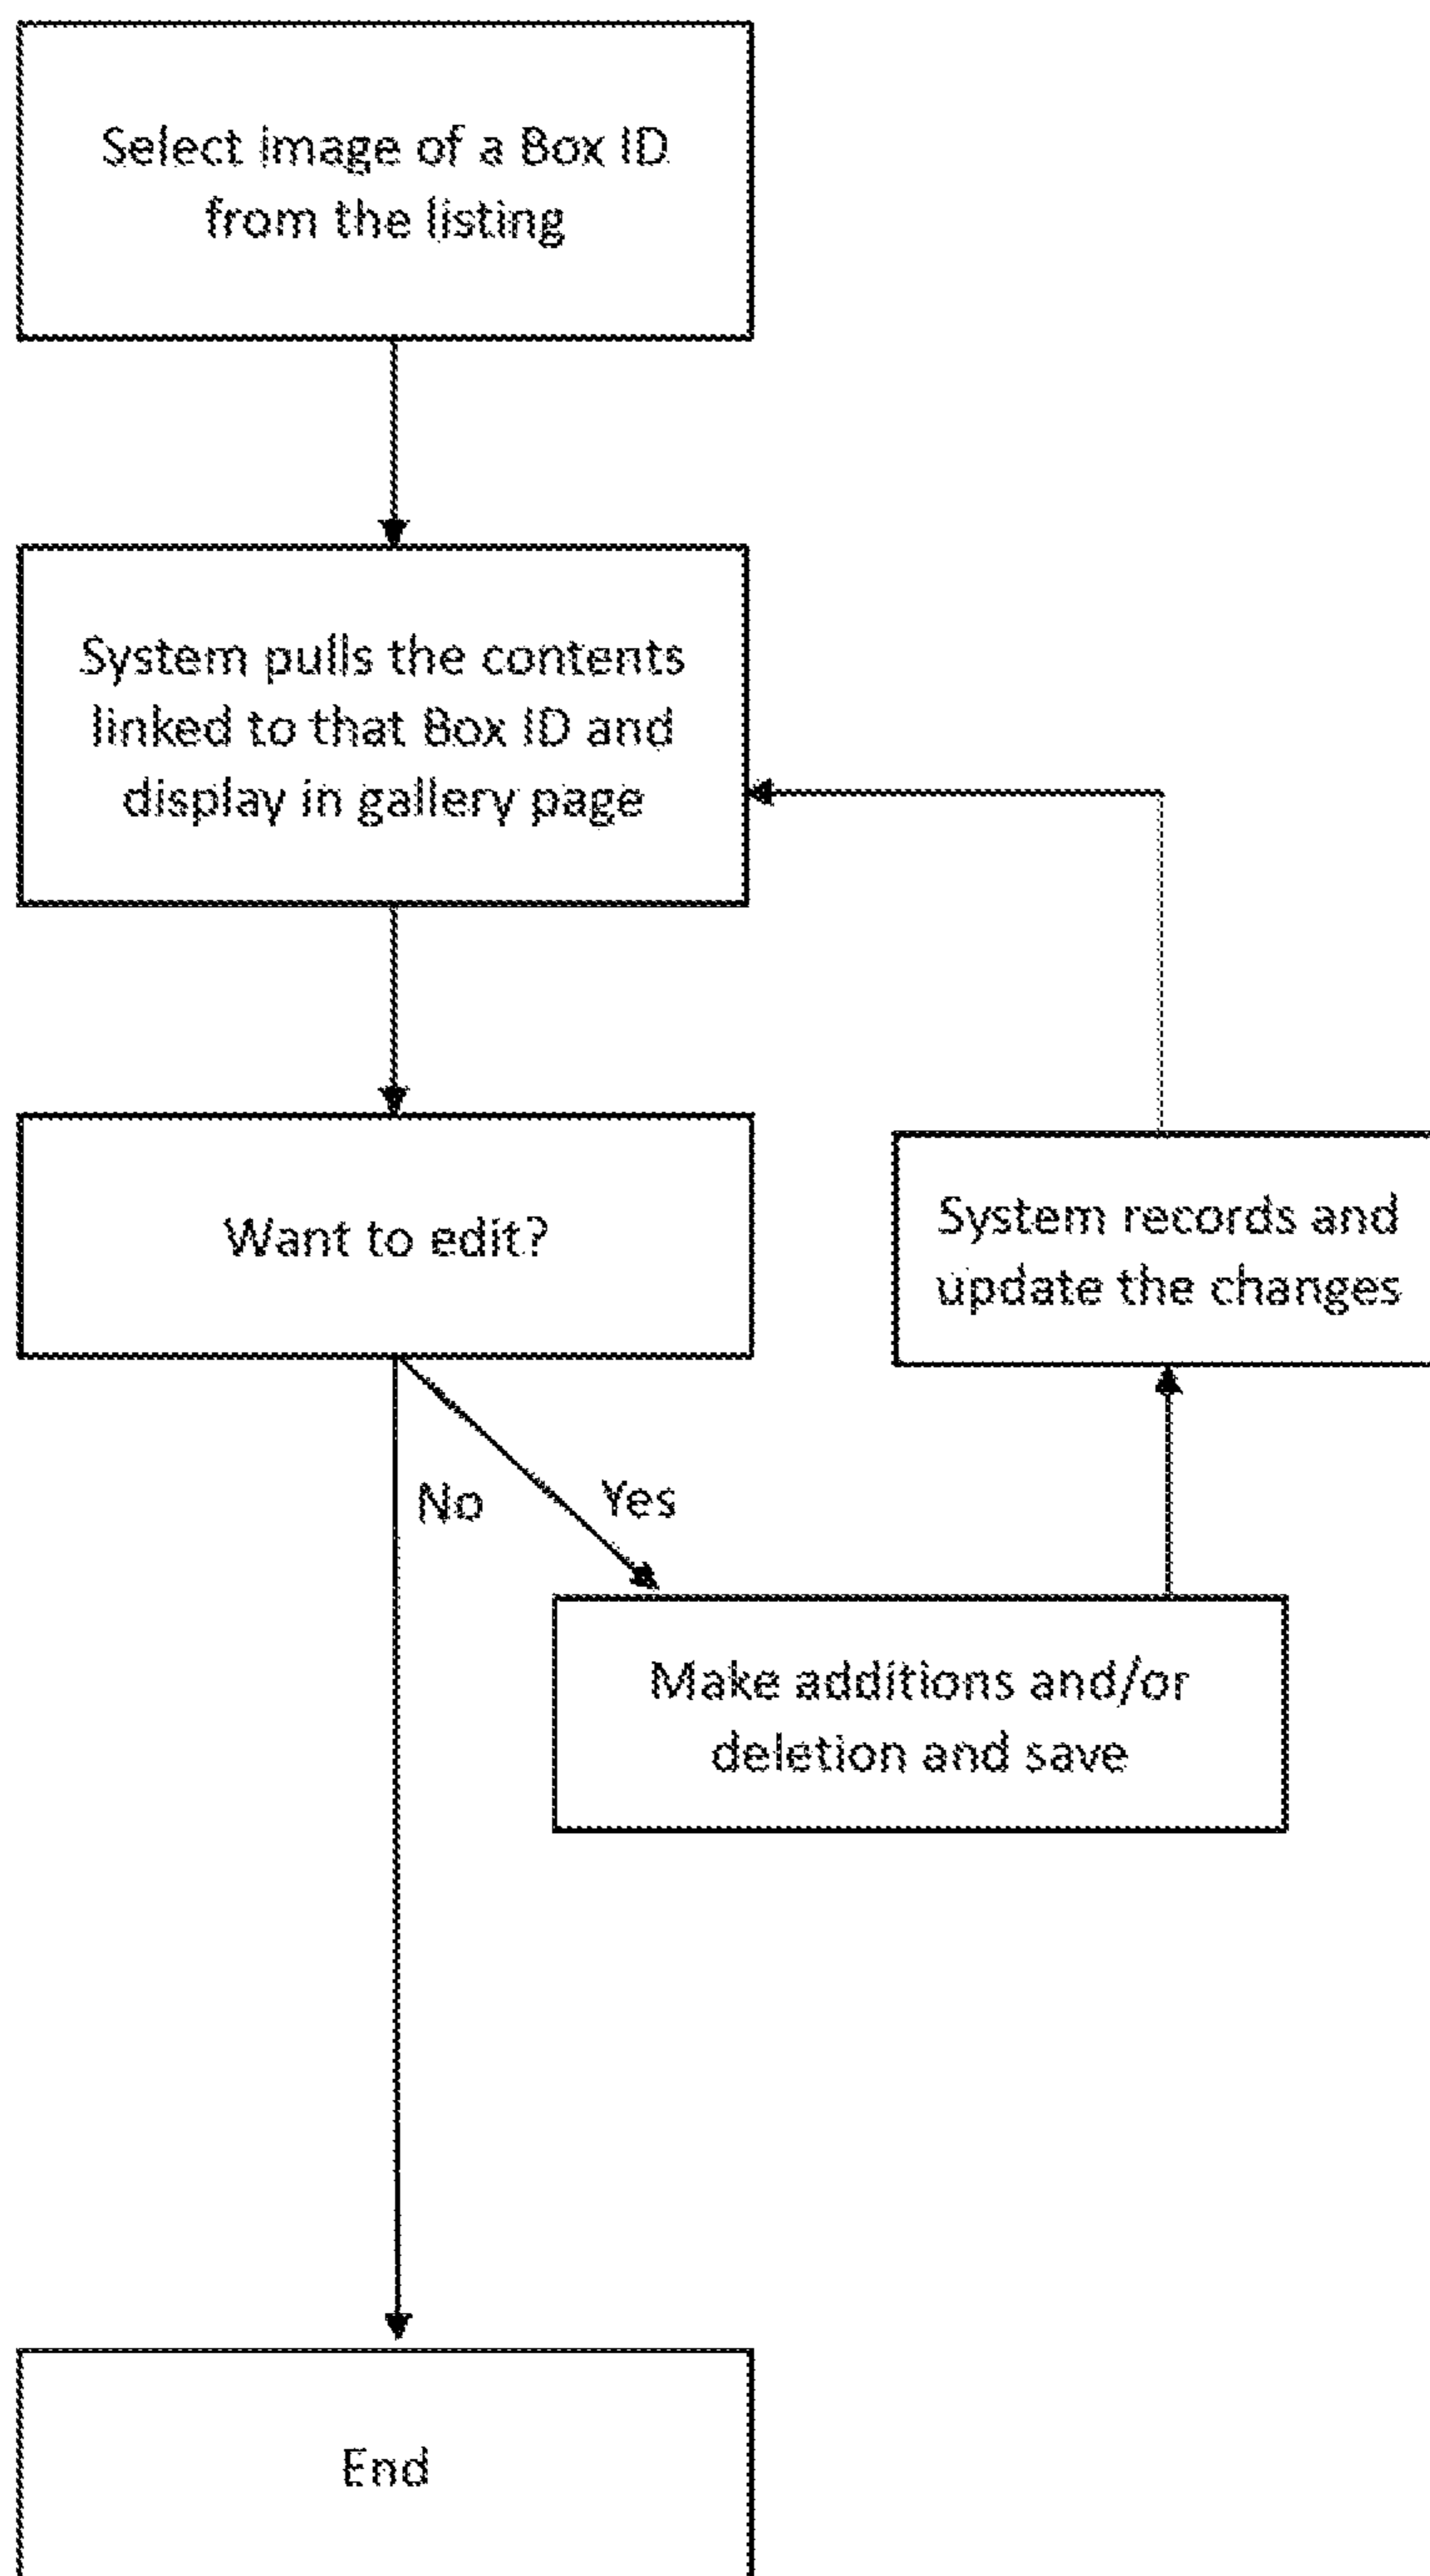 Select image of a Box ID
from the listing
System pulls the contents
linked to that Box ID and
display in gallery page
Want to edit?
System records and
update the changes
No
Yes
Make additions and/or
deletion and save
End